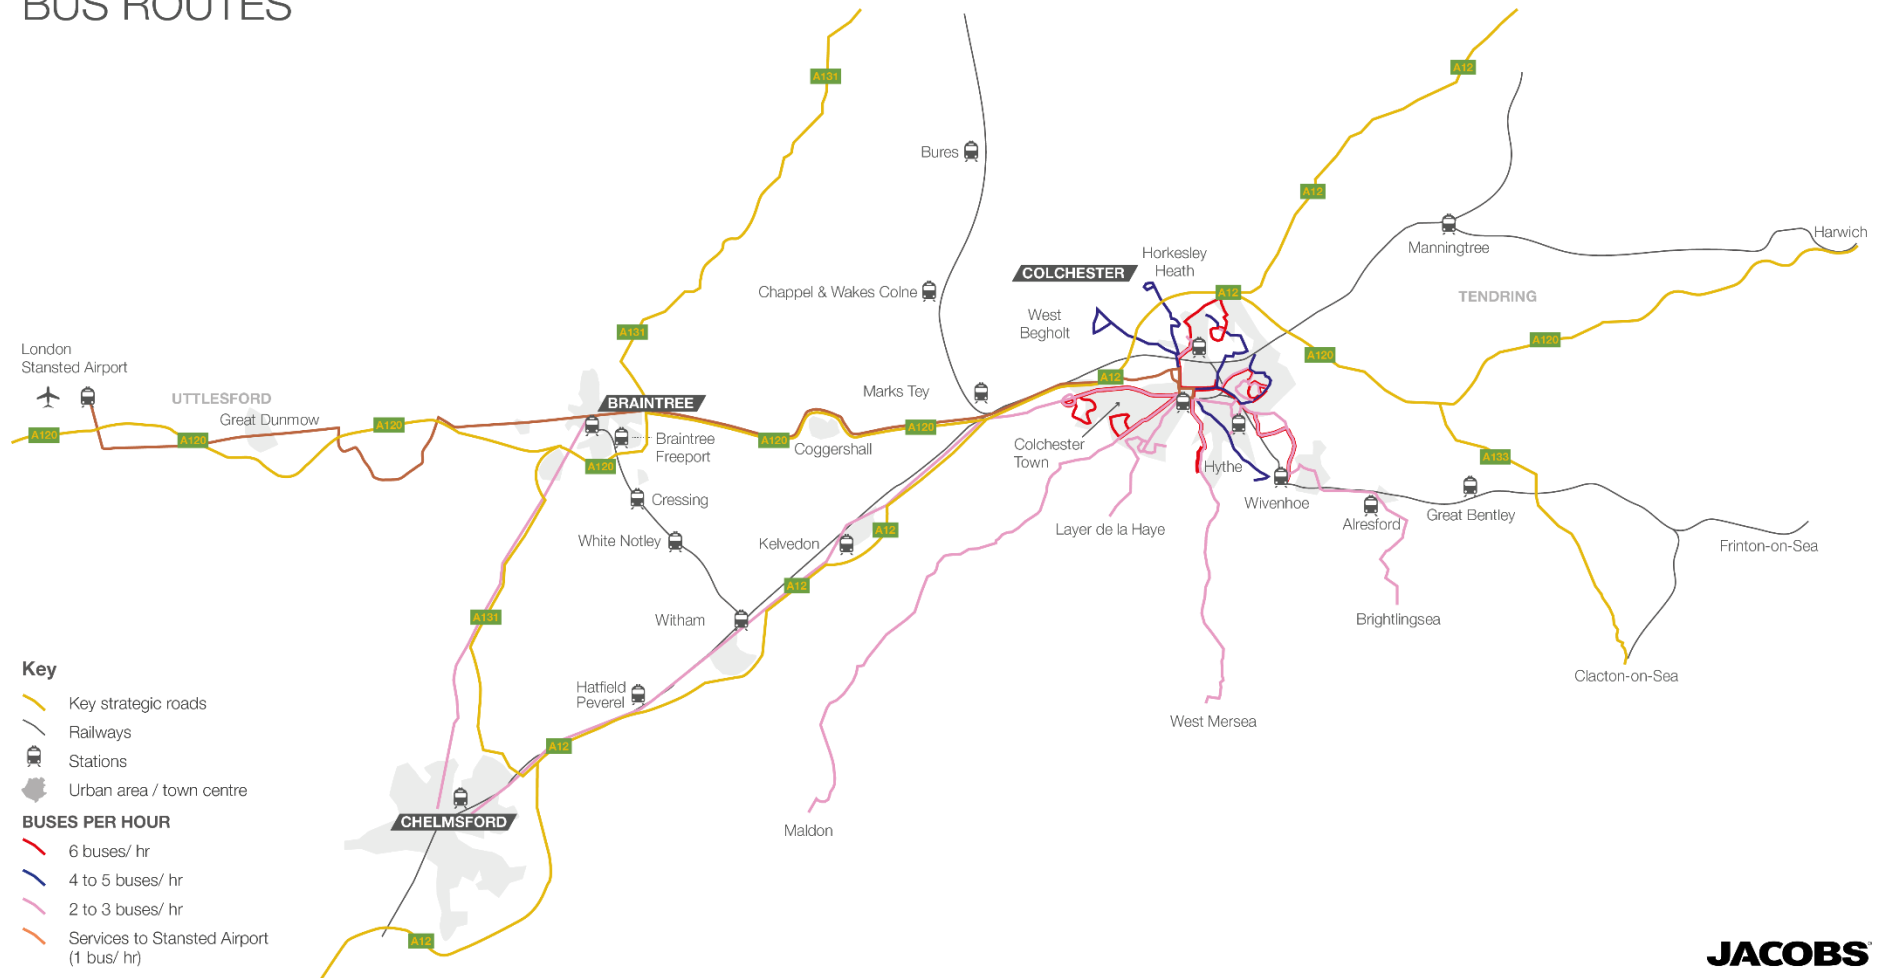 BUS ROUTES
A131
A12
Bures
A12
Manningtree
Harwich
Horkesley
Heath
COLCHESTER
Chappel & Wakes Colne
A12
TENDRING
West
Begholt
A131
A120
A120
London
Stansted Airport
Marks Tey
A12
UTTLESFORD
BRAINTREE
Great Dunmow
A120
A120
A120
A120
A120
Braintree
Freeport
Coggershall
Colchester
Town
A120
Hythe
A133
Cressing
Wivenhoe
Great Bentley
Alresford
Layer de la Haye
A12
White Notley
Kelvedon
Frinton-on-Sea
A12
A131
Witham
Brightlingsea
Clacton-on-Sea
Hatfield
Peverel
West Mersea
A12
CHELMSFORD
Maldon
A12
Key
Key strategic roads
Railways
Stations
Urban area / town centre
BUSES PER HOUR
6 buses/ hr
4 to 5 buses/ hr
2 to 3 buses/ hr
Services to Stansted Airport
(1 bus/ hr)
JACOBS